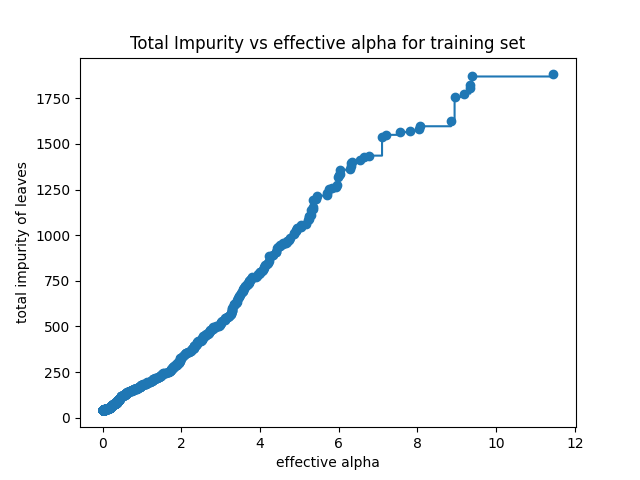 Total Impurity vs effective alpha for training set
total impurity of leaves
1750
1500
1250
1000
750
500
250
0
0 2 4 6 8 10 12
effective alpha